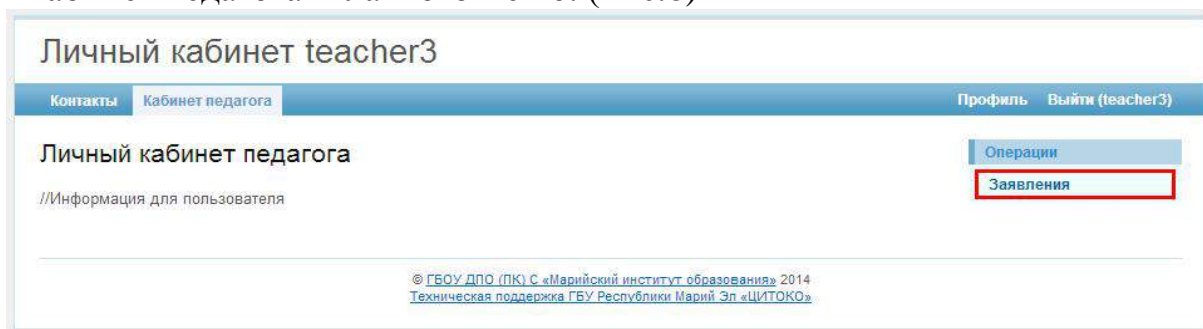 Личный кабинет teacher3
Контакты Кабинет педагога Профиль Выйти (teacher3)
Личный кабинет педагога
Операции
Заявления
//Информация для пользователя
© ГБОУ ДПО (ПК) С «Марийский институт образования» 2014
Техническая поддержка ГБУ Республики Марий Эл «ЦИТОКО»